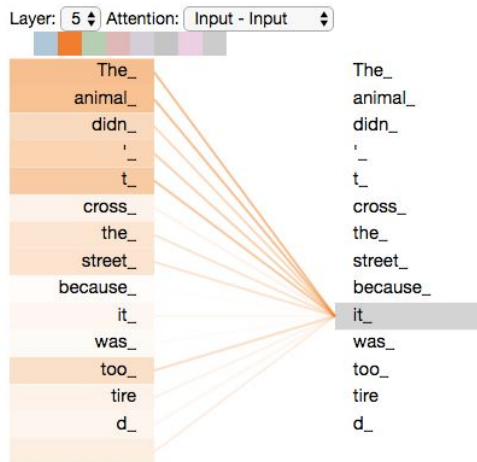 Layer: 5 Attention: Input - Input
The_ The_
animal_ animal_
didn_ didn_
'_ '_
t_ t_
cross_ cross_
the_ the_
street_ street_
because_ because_
it_ it_
was_ was_
too_ too_
tire tire
d_ d_